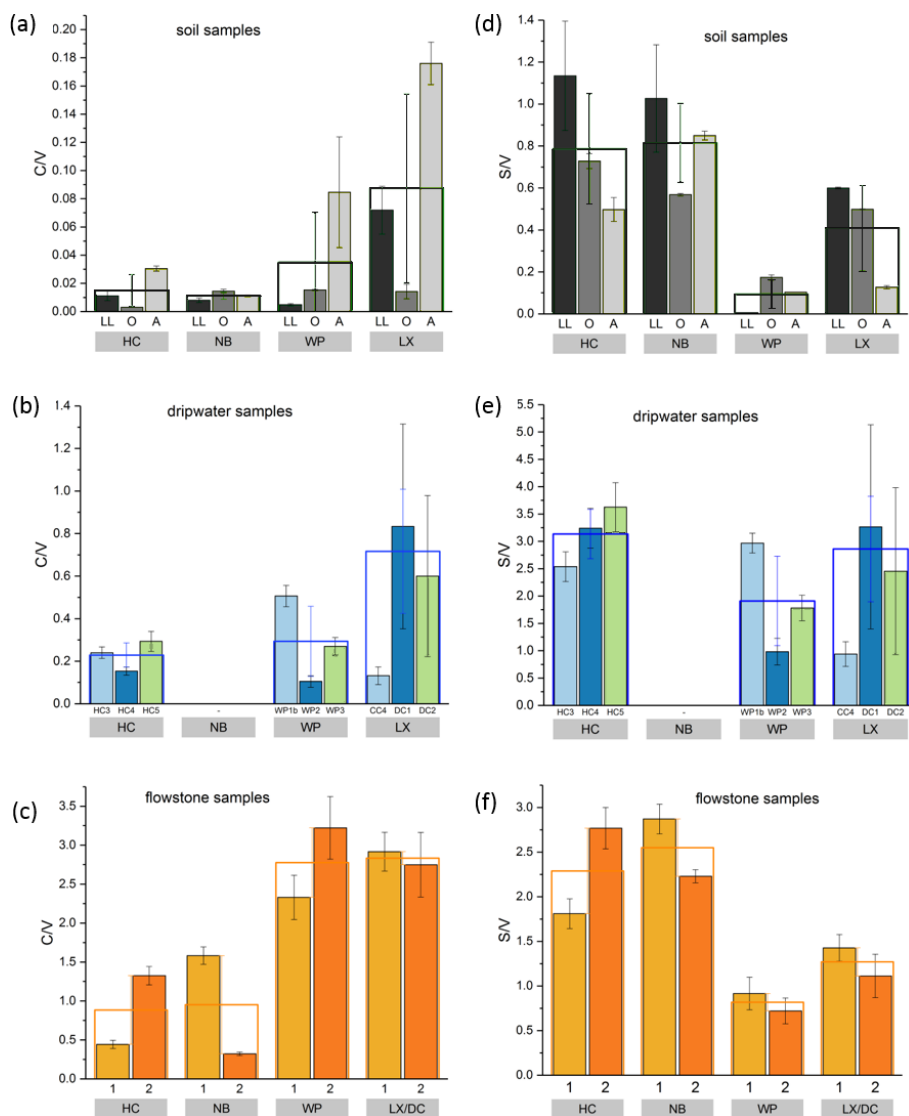 (a)
soil samples
C/V
0.20
0.18
0.16
0.14
0.12
0.10
0.08
0.06
0.04
0.02
0.00
LL O A LL O A LL O A LL O A
HC NB WP LX
(d)
soil samples
S/V
1.4
1.2
1.0
0.8
0.6
0.4
0.2
0.0
LL O A LL O A LL O A LL O A
HC NB WP LX
(b)
dripwater samples
C/V
1.4
1.2
1.0
0.8
0.6
0.4
0.2
0.0
HC3 HC4 HC5 - WP1b WP2 WP3 CC4 DC1 DC2
HC NB WP LX
(e)
dripwater samples
S/V
5.5
5.0
4.5
4.0
3.5
3.0
2.5
2.0
1.5
1.0
0.5
0.0
HC3 HC4 HC5 - WP1b WP2 WP3 CC4 DC1 DC2
HC NB WP LX
(c)
flowstone samples
C/V
3.5
3.0
2.5
2.0
1.5
1.0
0.5
0.0
1 2 1 2 1 2 1 2
HC NB WP LX/DC
(f)
flowstone samples
S/V
3.0
2.5
2.0
1.5
1.0
0.5
0.0
1 2 1 2 1 2 1 2
HC NB WP LX/DC